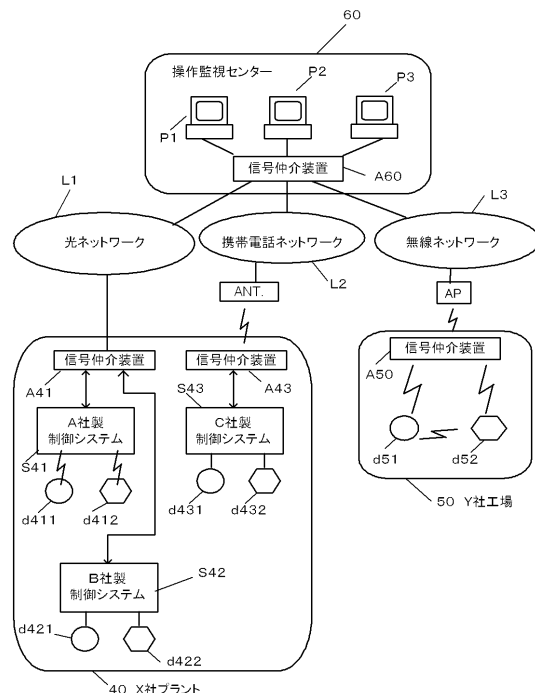 60
操作監視センター
P1
P2
P3
信号仲介装置
A60
L1
光ネットワーク
携帯電話ネットワーク
L2
L3
無線ネットワーク
ANT.
AP
信号仲介装置
A41
信号仲介装置
A43
信号仲介装置
A50
S43
A社製
制御システム
S41
C社製
制御システム
d411
d412
d431
d432
d51
d52
50 Y社工場
B社製
制御システム
S42
d421
d422
40 X社プラント